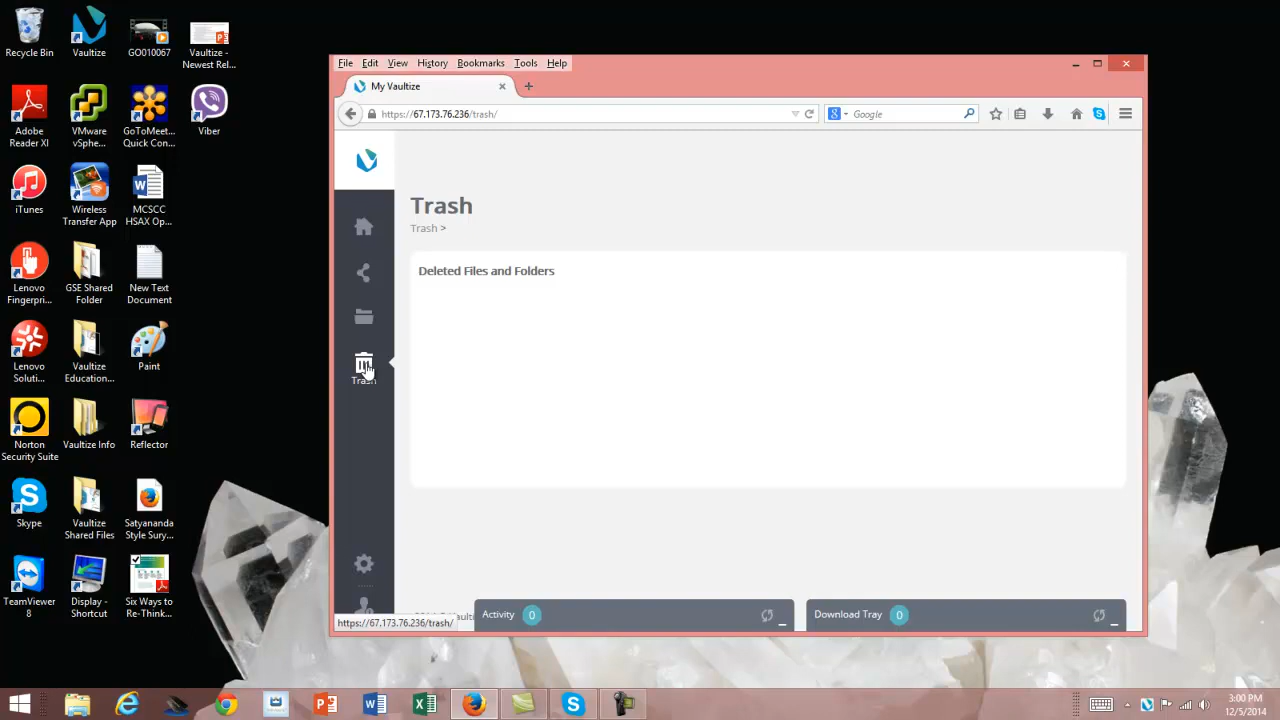 Recycle Bin
Vaultize
GO010067
Vaultize -
Newest Rel...
Adobe
Reader XI
VMware
vSphe...
GoToMeet...
Quick Con...
Viber
iTunes
Wireless
Transfer App
MCSCC
HSAX Op...
Lenovo
Fingerpri...
GSE Shared
Folder
New Text
Document
Lenovo
Soluti...
Vaultize
Education...
Paint
Norton
Security Suite
Vaultize Info
Reflector
Skype
Vaultize
Shared Files
Satyananda
Style Sury...
TeamViewer
8
Display -
Shortcut
Six Ways to
Re-Think...
File Edit View History Bookmarks Tools Help
My Vaultize
https://67.173.76.236/trash/
Google
Trash
Trash >
Deleted Files and Folders
Trash
https://67.173.76.236/trash/
Activity 0
Download Tray 0
3:00 PM
12/5/2014